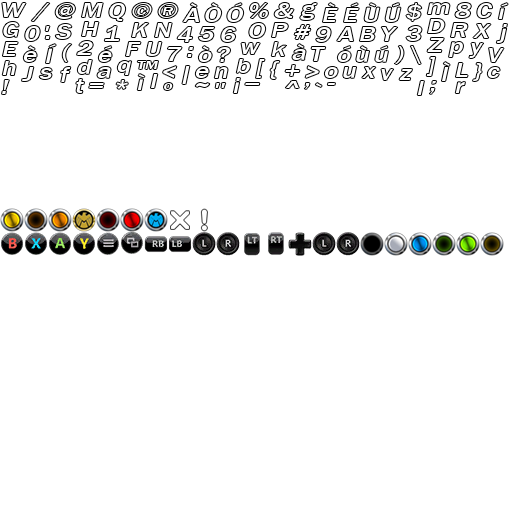 W / @ M Q © ® À Ò Ó % & g È É Ù Ú $ m 8 C í
G 0 : S H 1 K N 4 5 6 O P # 9 A B Y 3 D R X j
E è Í ( 2 é F U 7 : ò ? w k à T ó ù ú ) \ Z p y V
h J s f d a q ™ < | e n b [ { + > o u x v z ] Ì L } c
! t = * ì l ° ~ " i – ^ ' ` - I ; r
!
B X A Y RB LB L R LT RT L R